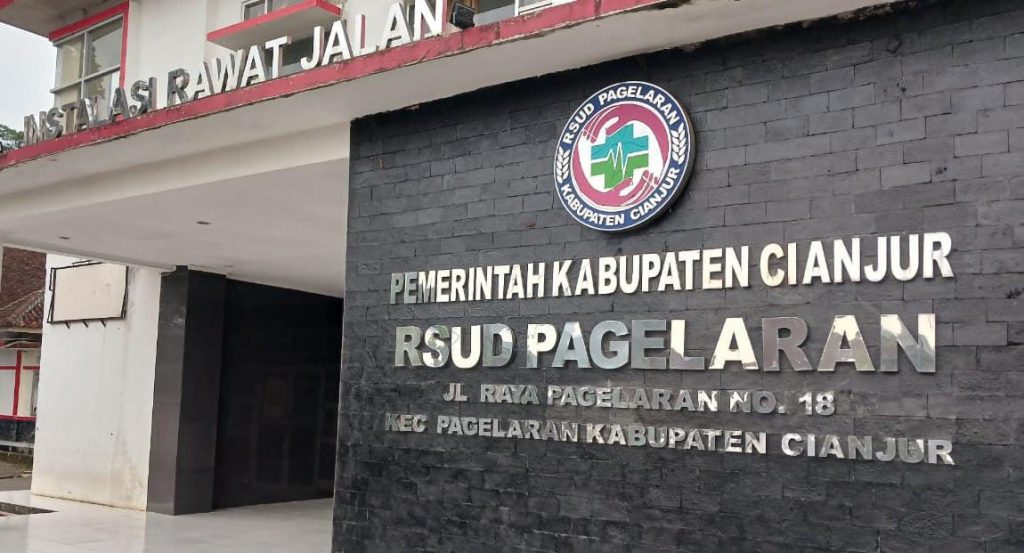 INSTALASI RAWAT JALAN
RSUD PAGELARAN
KABUPATEN CIANJUR
PEMERINTAH KABUPATEN CIANJUR
RSUD PAGELARAN
JL RAYA PAGELARAN NO. 18
KEC PAGELARAN KABUPATEN CIANJUR